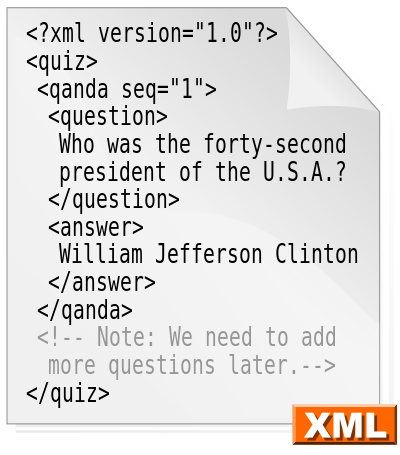 <?xml version="1.0"?>
<quiz>
<qanda seq="1">
<question>
Who was the forty-second
president of the U.S.A.?
</question>
<answer>
William Jefferson Clinton
</answer>
</qanda>
<!-- Note: We need to add
more questions later.-->
</quiz>
XML